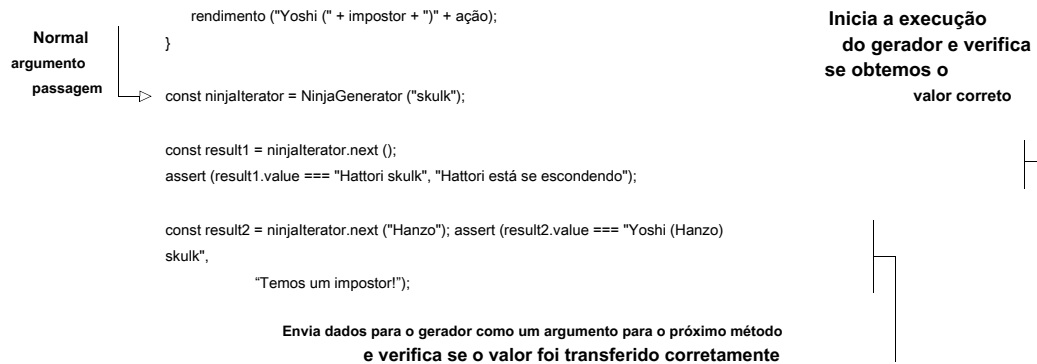 rendimento ("Yoshi (" + impostor + ")" + ação);
}
Normal
argumento
passagem
Inicia a execução
do gerador e verifica
se obtemos o
valor correto
const ninjaIterator = NinjaGenerator ("skulk");
const result1 = ninjaIterator.next ();
assert (result1.value === "Hattori skulk", "Hattori está se escondendo");
const result2 = ninjaIterator.next ("Hanzo"); assert (result2.value === "Yoshi (Hanzo)
skulk",
“Temos um impostor!");
Envia dados para o gerador como um argumento para o próximo método
e verifica se o valor foi transferido corretamente